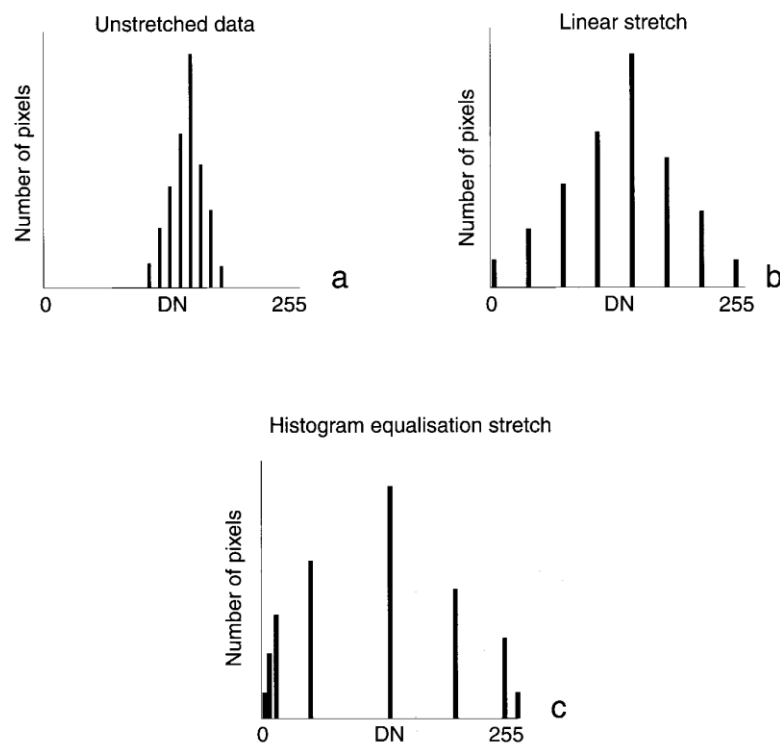 Unstretched data
Number of pixels
0 DN 255
a
Linear stretch
Number of pixels
0 DN 255
b
Histogram equalisation stretch
Number of pixels
0 DN 255
c